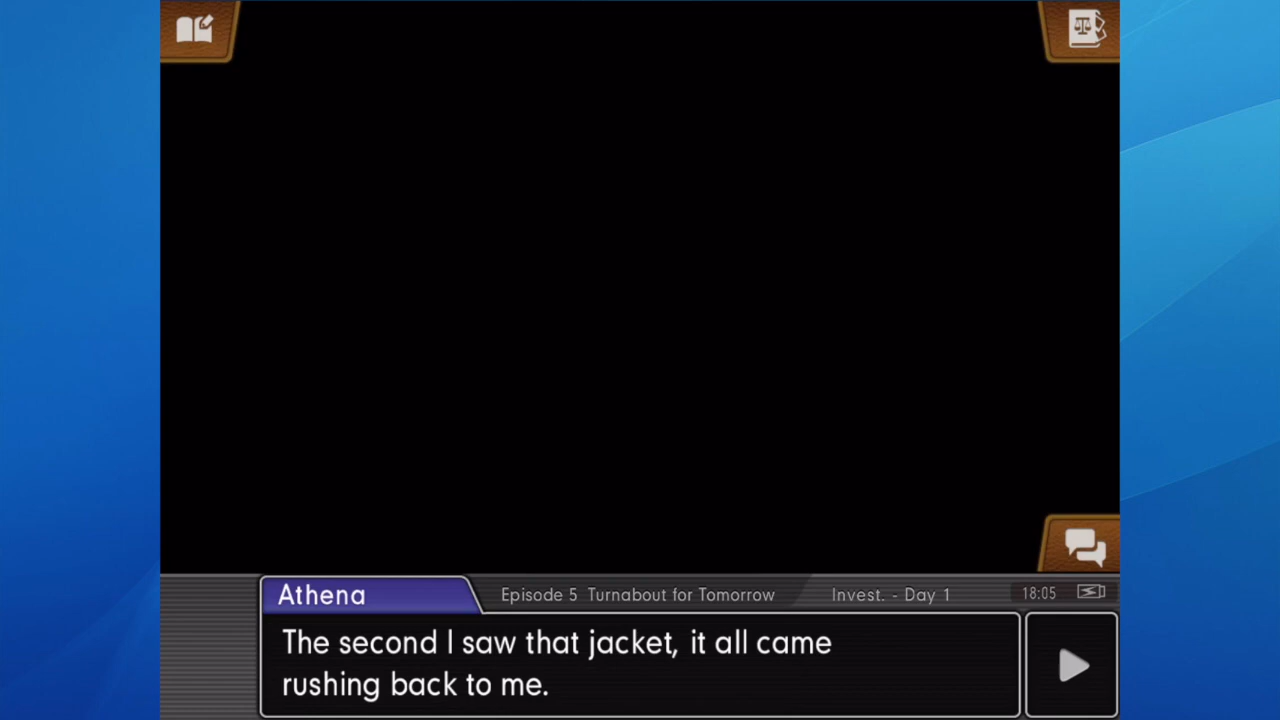 Athena
Episode 5 Turnabout for Tomorrow
Invest. - Day 1
18:05
The second I saw that jacket, it all came
rushing back to me.